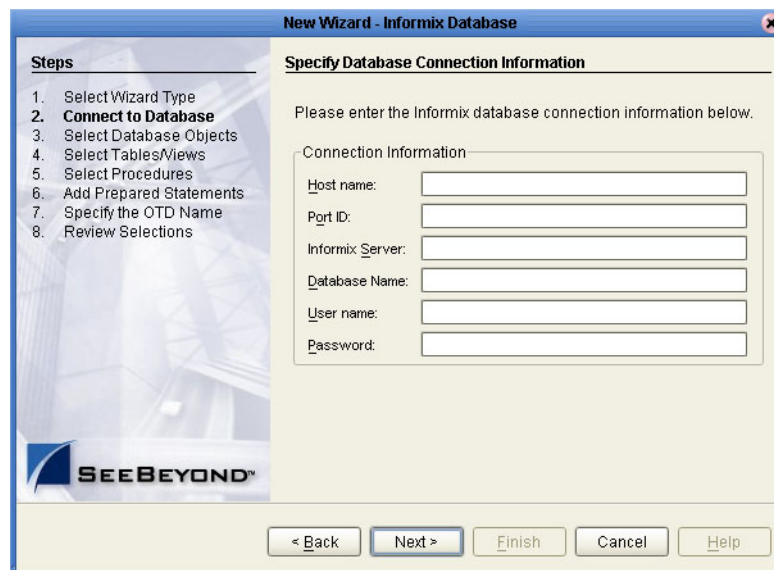 New Wizard - Informix Database
Steps
1. Select Wizard Type
2. Connect to Database
3. Select Database Objects
4. Select Tables/Views
5. Select Procedures
6. Add Prepared Statements
7. Specify the OTD Name
8. Review Selections
SEEBEYOND™
Specify Database Connection Information
Please enter the Informix database connection information below.
Connection Information
Host name:
Port ID:
Informix Server:
Database Name:
User name:
Password:
< Back
Next >
Finish
Cancel
Help